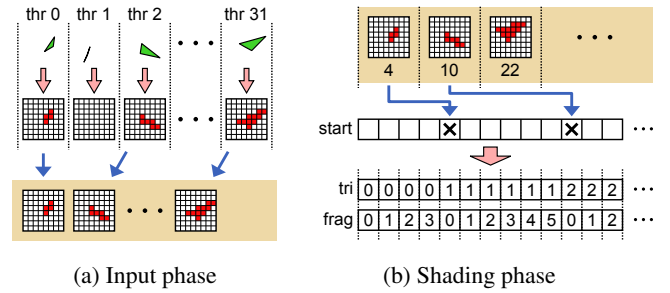 thr 0 thr 1 thr 2 • • • thr 31
• • •
• • •
(a) Input phase
4 10 22 • • •
start • • •
tri 0 0 0 0 1 1 1 1 1 1 2 2 2 • • •
frag 0 1 2 3 0 1 2 3 4 5 0 1 2 • • •
(b) Shading phase